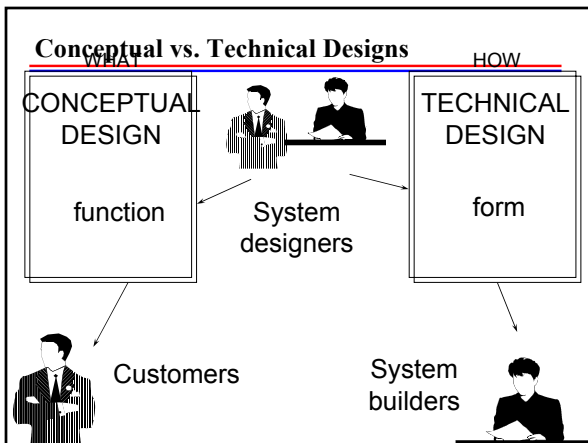 Conceptual vs. Technical Designs
WHAT
HOW
CONCEPTUAL
DESIGN
function
System
designers
TECHNICAL
DESIGN
form
Customers
System
builders